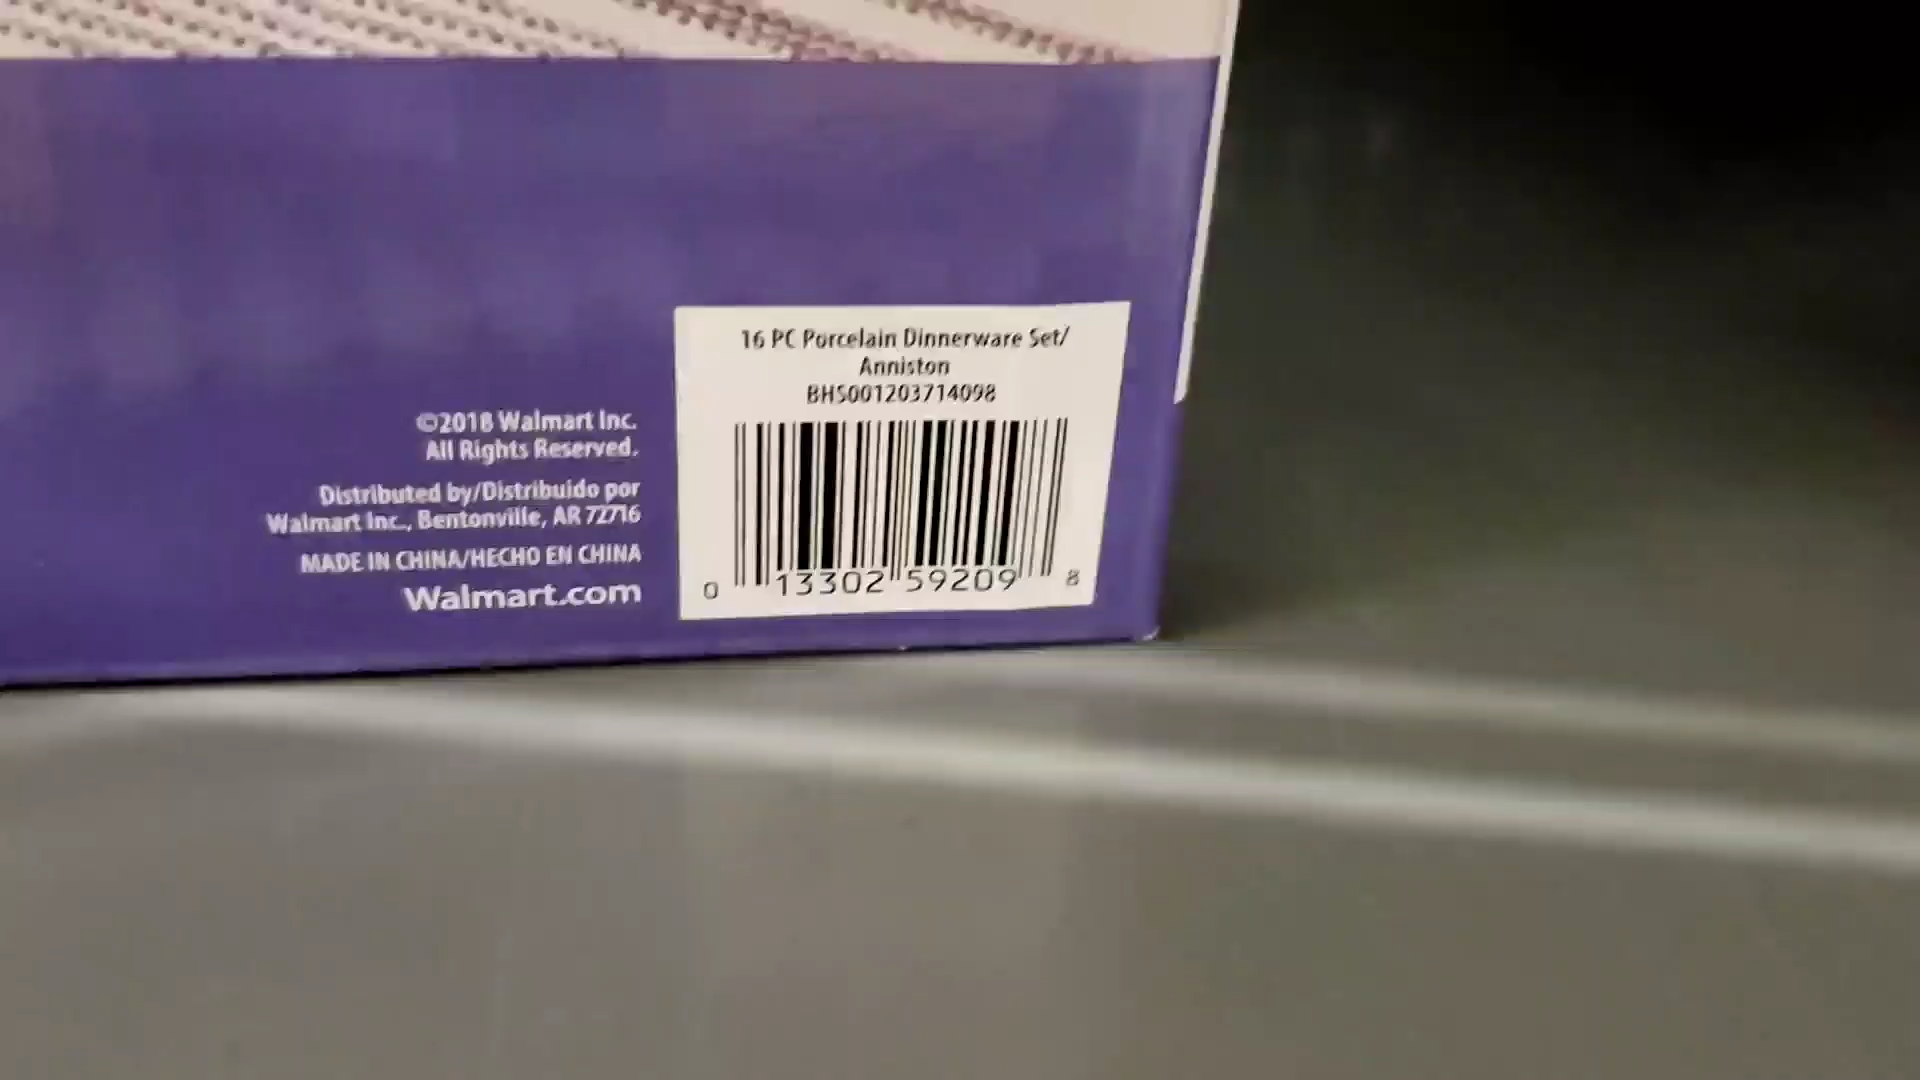 16 PC Porcelain Dinnerware Set/
Anniston
BHS001203714098
0 13302 59209 8
©2018 Walmart Inc.
All Rights Reserved.
Distributed by/Distribuido por
Walmart Inc., Bentonville, AR 72716
MADE IN CHINA/HECHO EN CHINA
Walmart.com